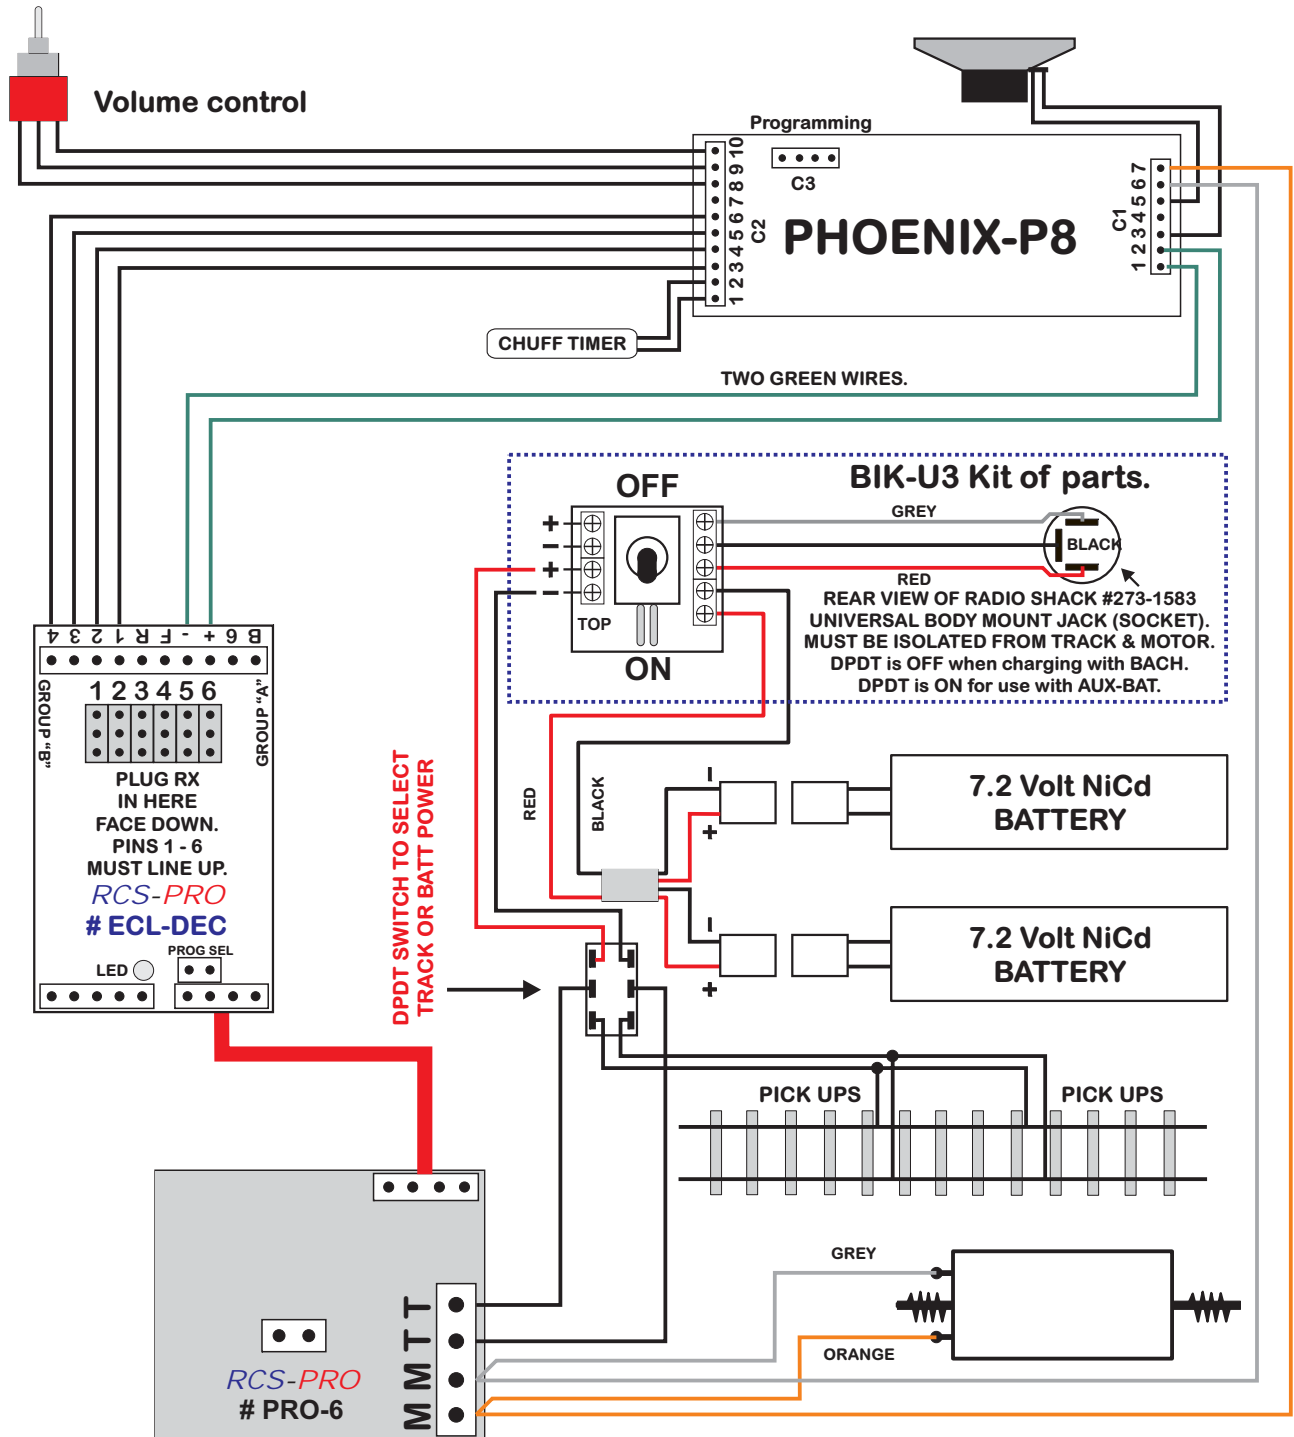 Volume control
Programming
C3
10
9
8
7
6
5
4
3
2
1
C2
PHOENIX-P8
C1
7
6
5
4
3
2
1
CHUFF TIMER
TWO GREEN WIRES.
BIK-U3 Kit of parts.
OFF
GREY
+
-
+
-
BLACK
RED
TOP
ON
REAR VIEW OF RADIO SHACK #273-1583
UNIVERSAL BODY MOUNT JACK (SOCKET).
MUST BE ISOLATED FROM TRACK & MOTOR.
DPDT is OFF when charging with BACH.
DPDT is ON for use with AUX-BAT.
4 3 2 1 R F - + 6 B
GROUP "B"
GROUP "A"
1 2 3 4 5 6
PLUG RX
IN HERE
FACE DOWN.
PINS 1 - 6
MUST LINE UP.
RCS-PRO
# ECL-DEC
PROG SEL
LED
DPDT SWITCH TO SELECT
TRACK OR BATT POWER
RED
BLACK
-
+
7.2 Volt NiCd
BATTERY
-
+
7.2 Volt NiCd
BATTERY
PICK UPS
PICK UPS
GREY
ORANGE
M M T T
RCS-PRO
# PRO-6